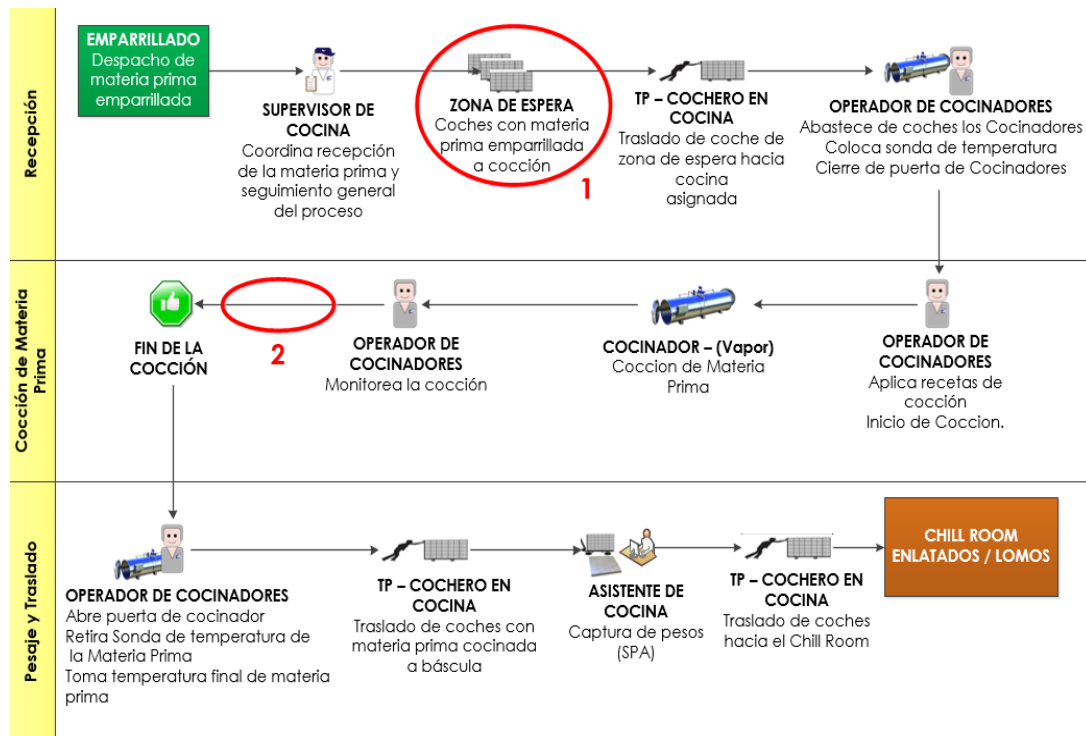 Recepción
EMPARRILLADO
Despacho de
materia prima
emparrillada
SUPERVISOR DE
COCINA
Coordina recepción
de la materia prima y
seguimiento general
del proceso
ZONA DE ESPERA
Coches con materia
prima emparrillada
a cocción
1
TP – COCHERO EN
COCINA
Traslado de coche de
zona de espera hacia
cocina
asignada
OPERADOR DE COCINADORES
Abastece de coches los Cocinadores
Coloca sonda de temperatura
Cierre de puerta de Cocinadores
Cocción de Materia
Prima
FIN DE LA
COCCIÓN
2
OPERADOR DE
COCINADORES
Monitorea la cocción
COCINADOR – (Vapor)
Coccion de Materia
Prima
OPERADOR DE
COCINADORES
Aplica recetas de
cocción
Inicio de Coccion.
Pesaje y Traslado
OPERADOR DE COCINADORES
Abre puerta de cocinador
Retira Sonda de temperatura de
la Materia Prima
Toma temperatura final de materia
prima
TP – COCHERO EN
COCINA
Traslado de coches con
materia prima cocinada
a báscula
ASISTENTE DE
COCINA
Captura de pesos
(SPA)
TP – COCHERO EN
COCINA
Traslado de coches
hacia el Chill Room
CHILL ROOM
ENLATADOS / LOMOS